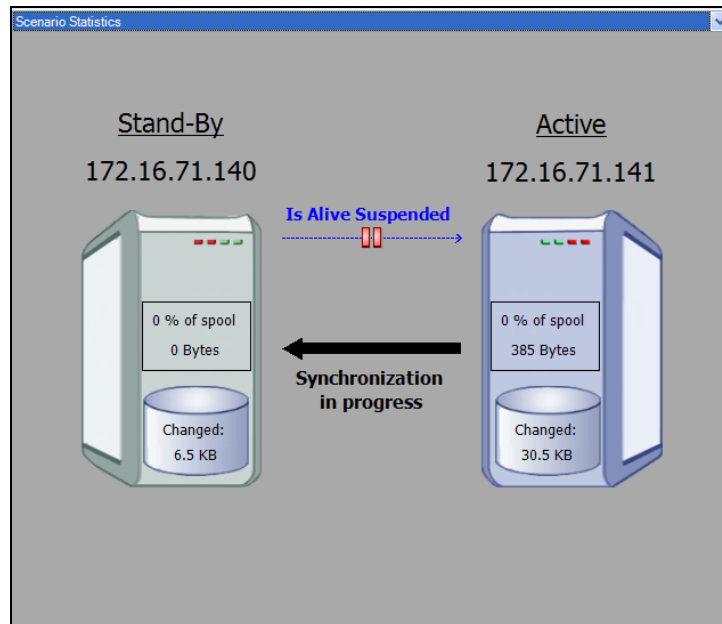 Scenario Statistics
Stand-By
172.16.71.140
Active
172.16.71.141
Is Alive Suspended
0 % of spool
0 Bytes
0 % of spool
385 Bytes
Synchronization
in progress
Changed:
6.5 KB
Changed:
30.5 KB